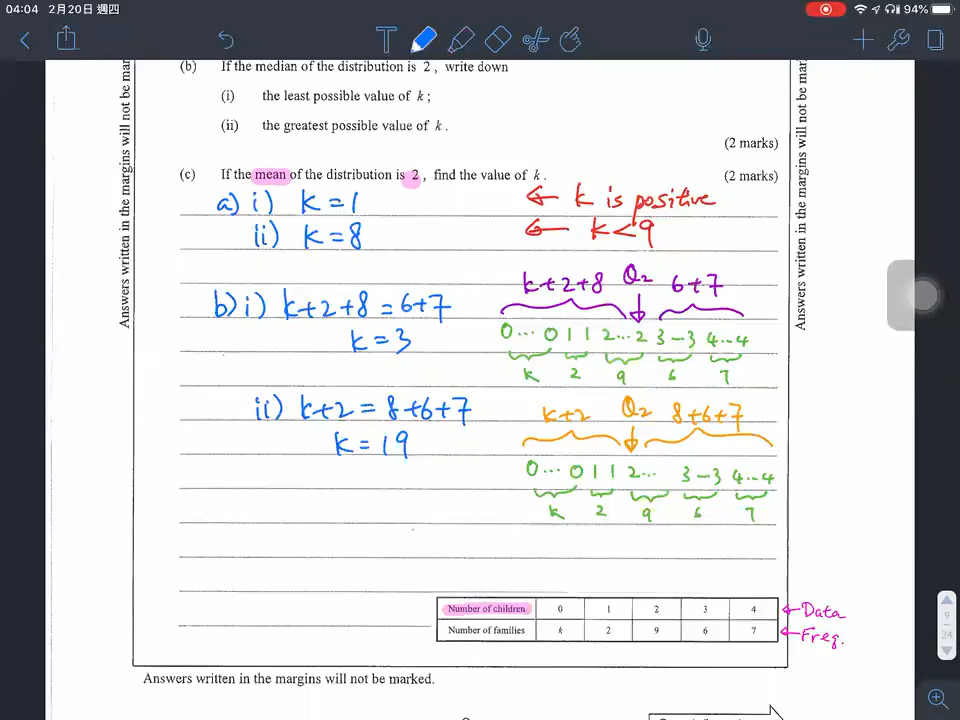 04:04 2月20日 週四
94%
T
(b) If the median of the distribution is 2 , write down
(i) the least possible value of k ;
(ii) the greatest possible value of k .
(2 marks)
(c) If the mean of the distribution is 2 , find the value of k .
(2 marks)
a) i) k = 1
← k is positive
ii) k = 8
← k < 9
k+2+8 Q2 6+7
b) i) k+2+8 = 6+7
0... 0 1 1 2...2 3-3 4..4
k = 3
k 2 9 6 7
ii) k+2 = 8+6+7
k+2 Q2 8+6+7
k = 19
0... 0 1 1 2... 3-3 4..4
k 2 9 6 7
Number of children 0 1 2 3 4 ← Data
Number of families k 2 9 6 7 ← Freq.
Answers written in the margins will not be marked.
Answers written in the margins will not be marked.
Answers written in the margins will not be mar
9
24